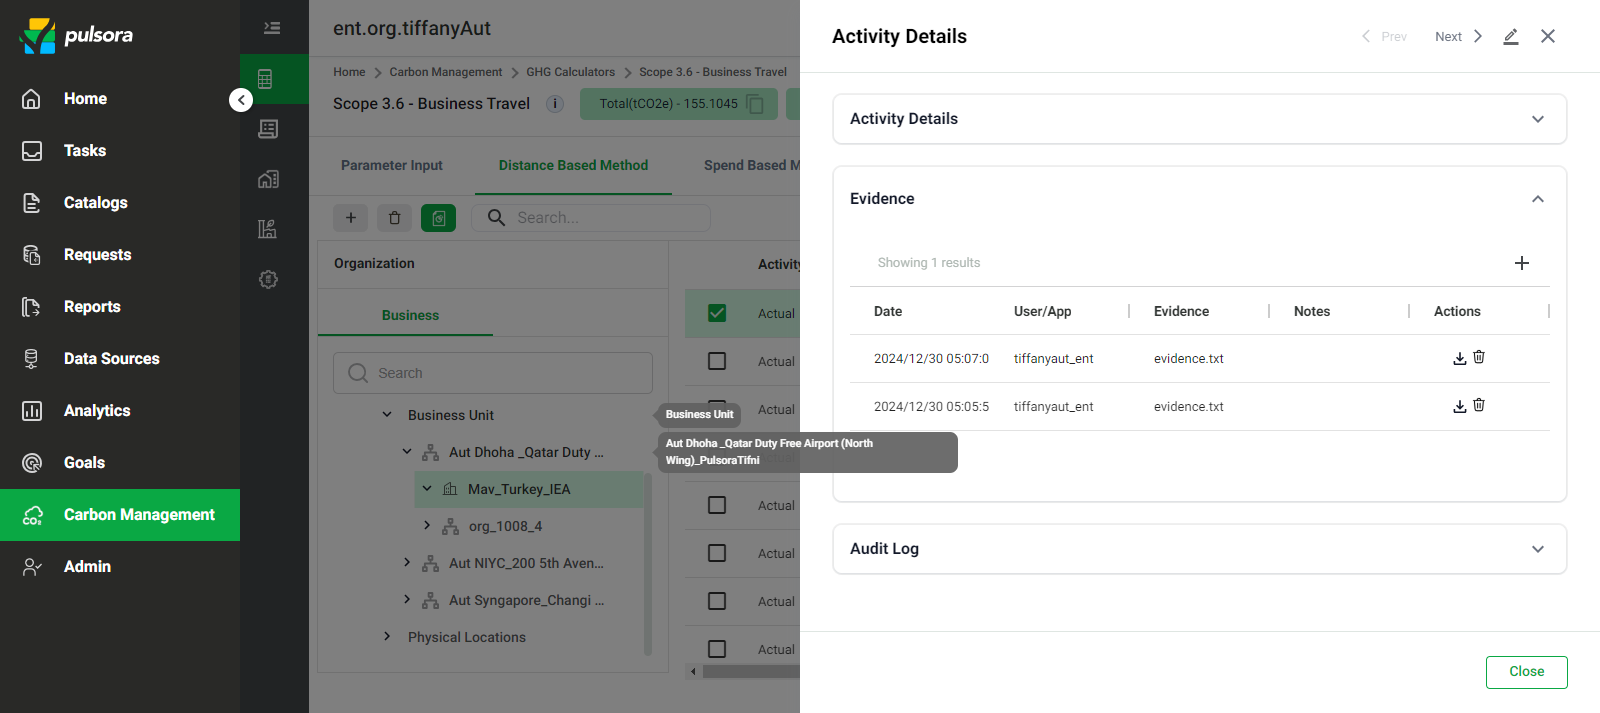 pulsora
Home
Tasks
Catalogs
Requests
Reports
Data Sources
Analytics
Goals
Carbon Management
Admin
ent.org.tiffanyAut
Home > Carbon Management > GHG Calculators > Scope 3.6 - Business Travel
Scope 3.6 - Business Travel
Total(tCO2e) - 155.1045
Parameter Input
Distance Based Method
Spend Based M
Search...
Organization
Business
Search
Business Unit
Aut Dhoha _Qatar Duty ...
Mav_Turkey_IEA
org_1008_4
Aut NIYC_200 5th Aven...
Aut Syngapore_Changi ...
Physical Locations
Business Unit
Aut Dhoha _Qatar Duty Free Airport (North
Wing)_PulsoraTifni
Activity
Actual
Actual
Actual
Actual
Actual
Actual
Actual
Activity Details
Prev
Next
Activity Details
Evidence
Showing 1 results
Date User/App Evidence Notes Actions
2024/12/30 05:07:0 tiffanyaut_ent evidence.txt
2024/12/30 05:05:5 tiffanyaut_ent evidence.txt
Audit Log
Close